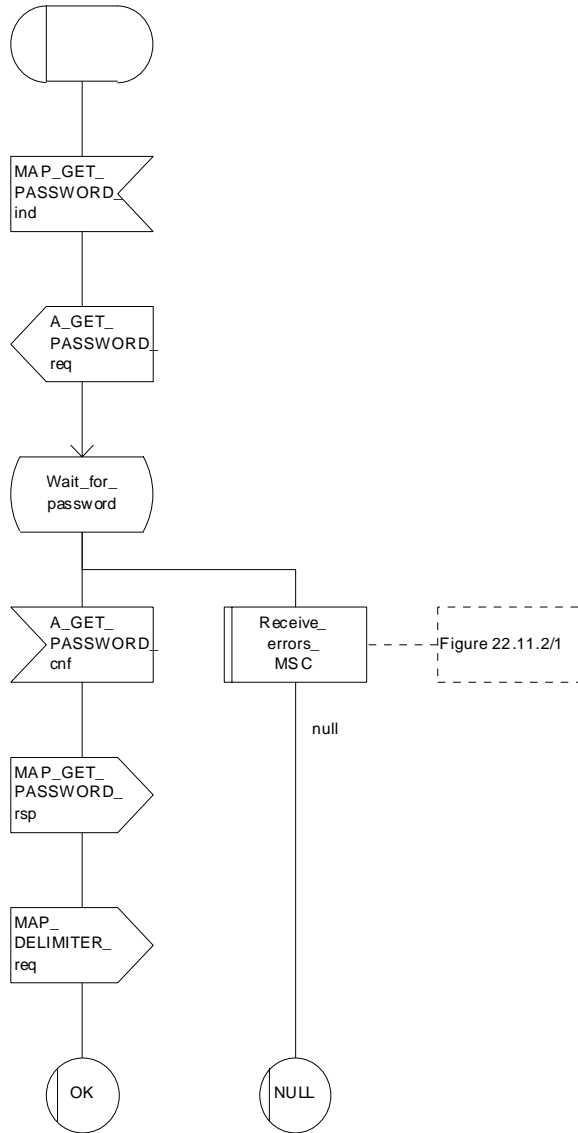 MAP_GET_
PASSWORD_
ind
A_GET_
PASSWORD_
req
Wait_for_
password
A_GET_
PASSWORD_
cnf
Receive_
errors_
MSC
Figure 22.11.2/1
null
MAP_GET_
PASSWORD_
rsp
MAP_
DELIMITER_
req
OK
NULL